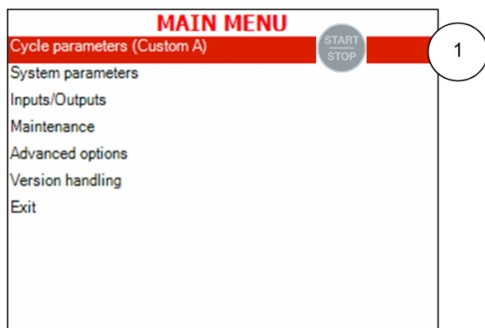 MAIN MENU
Cycle parameters (Custom A)
START
STOP
1
System parameters
Inputs/Outputs
Maintenance
Advanced options
Version handling
Exit